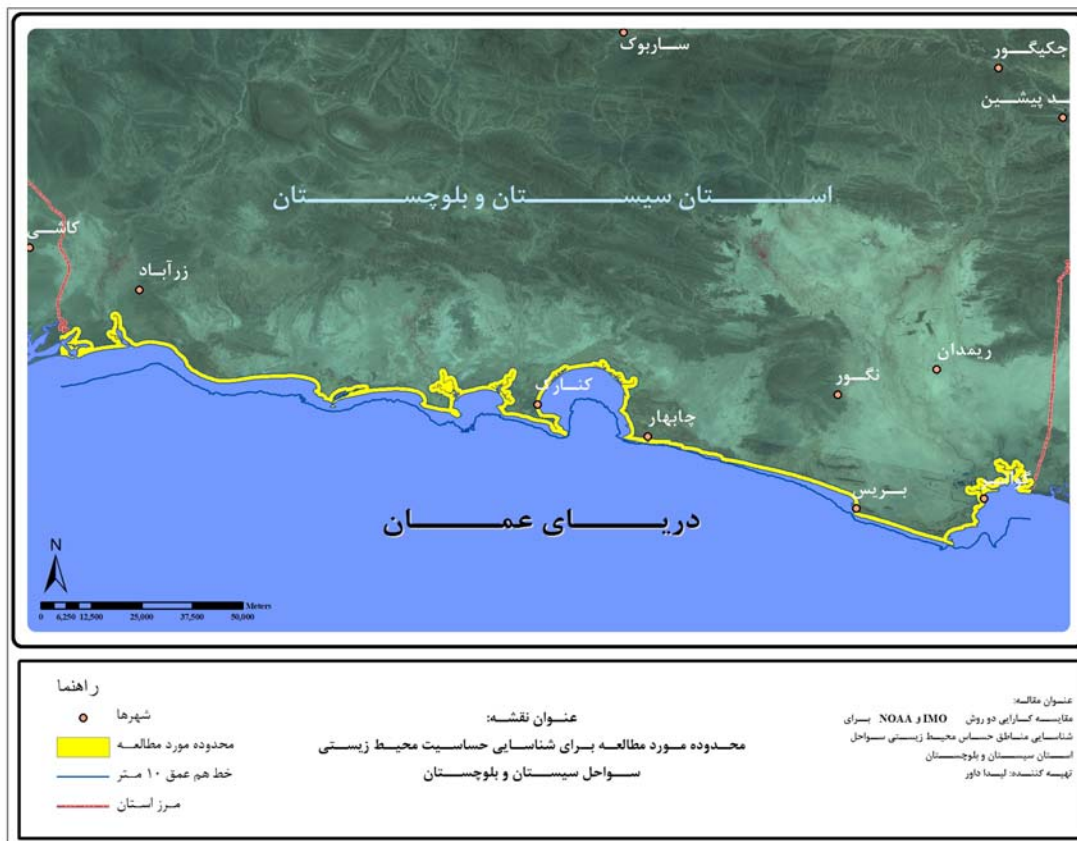 ساربوک
جکیگور
ـد پیشین
استان سیستان و بلوچستان
کاشـی
زرآباد
ریمدان
نگور
کنارک
چابهار
بریس
دریای عمان
N
Meters
0 6,250 12,500 25,000 37,500 50,000
راهنما
شهرها
محدوده مورد مطالعه
خط هم عمق ۱۰ متر
مرز استان
عنوان نقشه:
محدوده مورد مطالعه برای شناسایی حساسیت محیط زیستی
سواحل سیستان و بلوچستان
عنوان مقاله:
مقایسه کارایی دو روش IMO و NOAA برای
شناسایی مناطق حساس محیط زیستی سواحل
استان سیستان و بلوچستان
تهیه کننده: لیدا داور